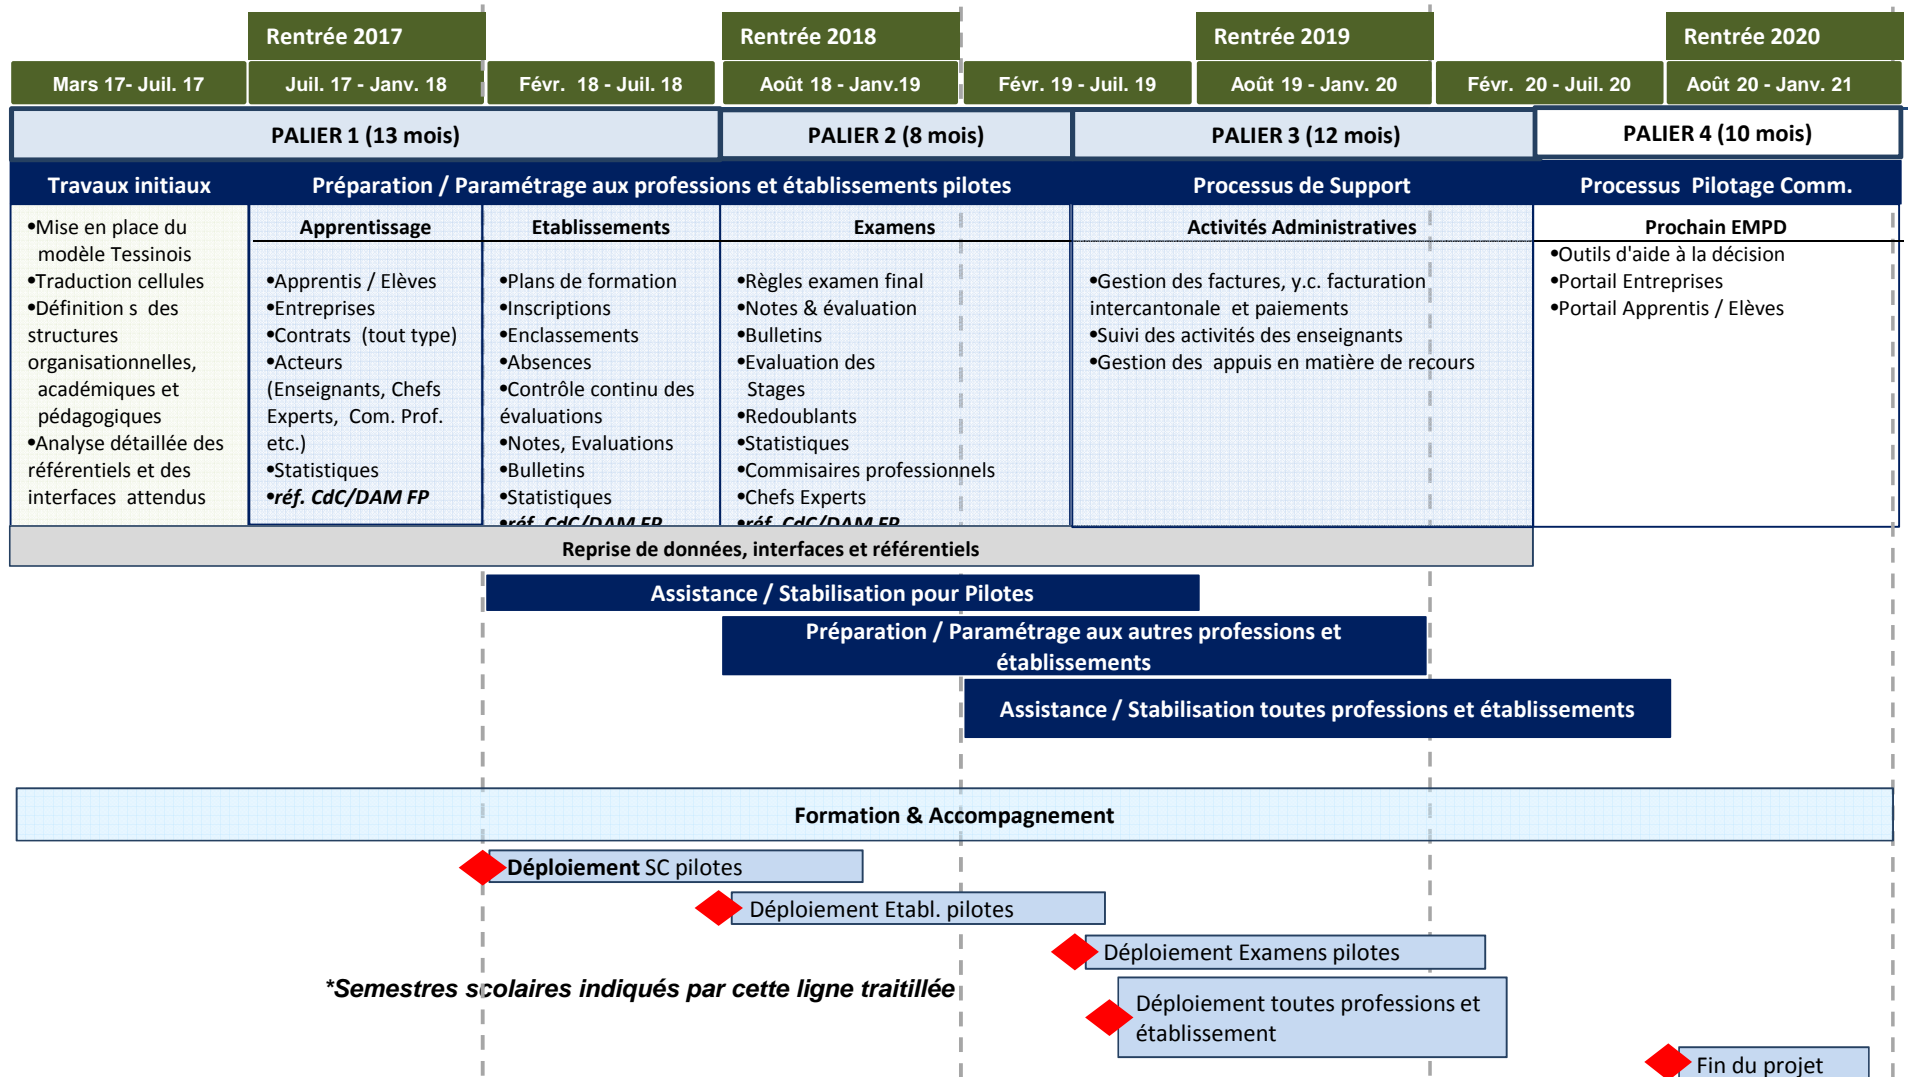 Rentrée 2017
Rentrée 2018
Rentrée 2019
Rentrée 2020
Mars 17- Juil. 17
Juil. 17 - Janv. 18
Févr. 18 - Juil. 18
Août 18 - Janv.19
Févr. 19 - Juil. 19
Août 19 - Janv. 20
Févr. 20 - Juil. 20
Août 20 - Janv. 21
PALIER 1 (13 mois)
PALIER 2 (8 mois)
PALIER 3 (12 mois)
PALIER 4 (10 mois)
Travaux initiaux
Préparation / Paramétrage aux professions et établissements pilotes
Processus de Support
Processus Pilotage Comm.
•Mise en place du
modèle Tessinois
•Traduction cellules
•Définition s des
structures
organisationnelles,
académiques et
pédagogiques
•Analyse détaillée des
référentiels et des
interfaces attendus
Apprentissage
•Apprentis / Elèves
•Entreprises
•Contrats (tout type)
•Acteurs
(Enseignants, Chefs
Experts, Com. Prof.
etc.)
•Statistiques
•réf. CdC/DAM FP
Etablissements
•Plans de formation
•Inscriptions
•Enclassements
•Absences
•Contrôle continu des
évaluations
•Notes, Evaluations
•Bulletins
•Statistiques
•réf. CdC/DAM FP
Examens
•Règles examen final
•Notes & évaluation
•Bulletins
•Evaluation des
Stages
•Redoublants
•Statistiques
•Commisaires professionnels
•Chefs Experts
•réf. CdC/DAM FP
Activités Administratives
•Gestion des factures, y.c. facturation
intercantonale et paiements
•Suivi des activités des enseignants
•Gestion des appuis en matière de recours
Prochain EMPD
•Outils d'aide à la décision
•Portail Entreprises
•Portail Apprentis / Elèves
Reprise de données, interfaces et référentiels
Assistance / Stabilisation pour Pilotes
Préparation / Paramétrage aux autres professions et
établissements
Assistance / Stabilisation toutes professions et établissements
Formation & Accompagnement
Déploiement SC pilotes
Déploiement Etabl. pilotes
Déploiement Examens pilotes
*Semestres scolaires indiqués par cette ligne traitillée
Déploiement toutes professions et
établissement
Fin du projet